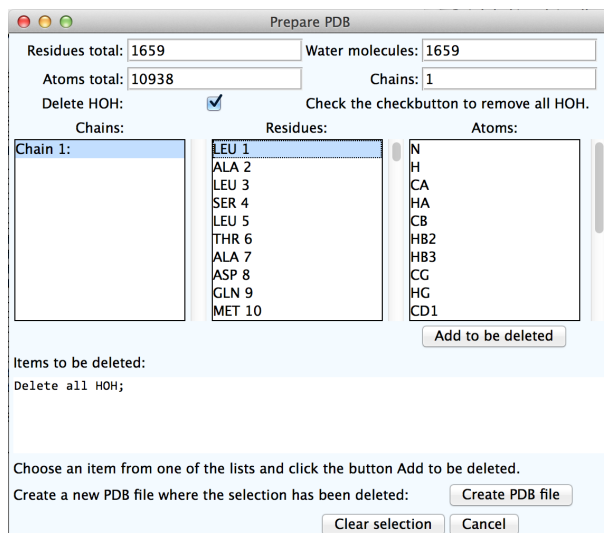 Prepare PDB
Residues total: 1659 Water molecules: 1659
Atoms total: 10938 Chains: 1
Delete HOH: Check the checkbutton to remove all HOH.
Chains: Residues: Atoms:
Chain 1: LEU 1 N
ALA 2 H
LEU 3 CA
SER 4 HA
LEU 5 CB
THR 6 HB2
ALA 7 HB3
ASP 8 CG
GLN 9 HG
MET 10 CD1
Add to be deleted
Items to be deleted:
Delete all HOH;
Choose an item from one of the lists and click the button Add to be deleted.
Create a new PDB file where the selection has been deleted: Create PDB file
Clear selection Cancel